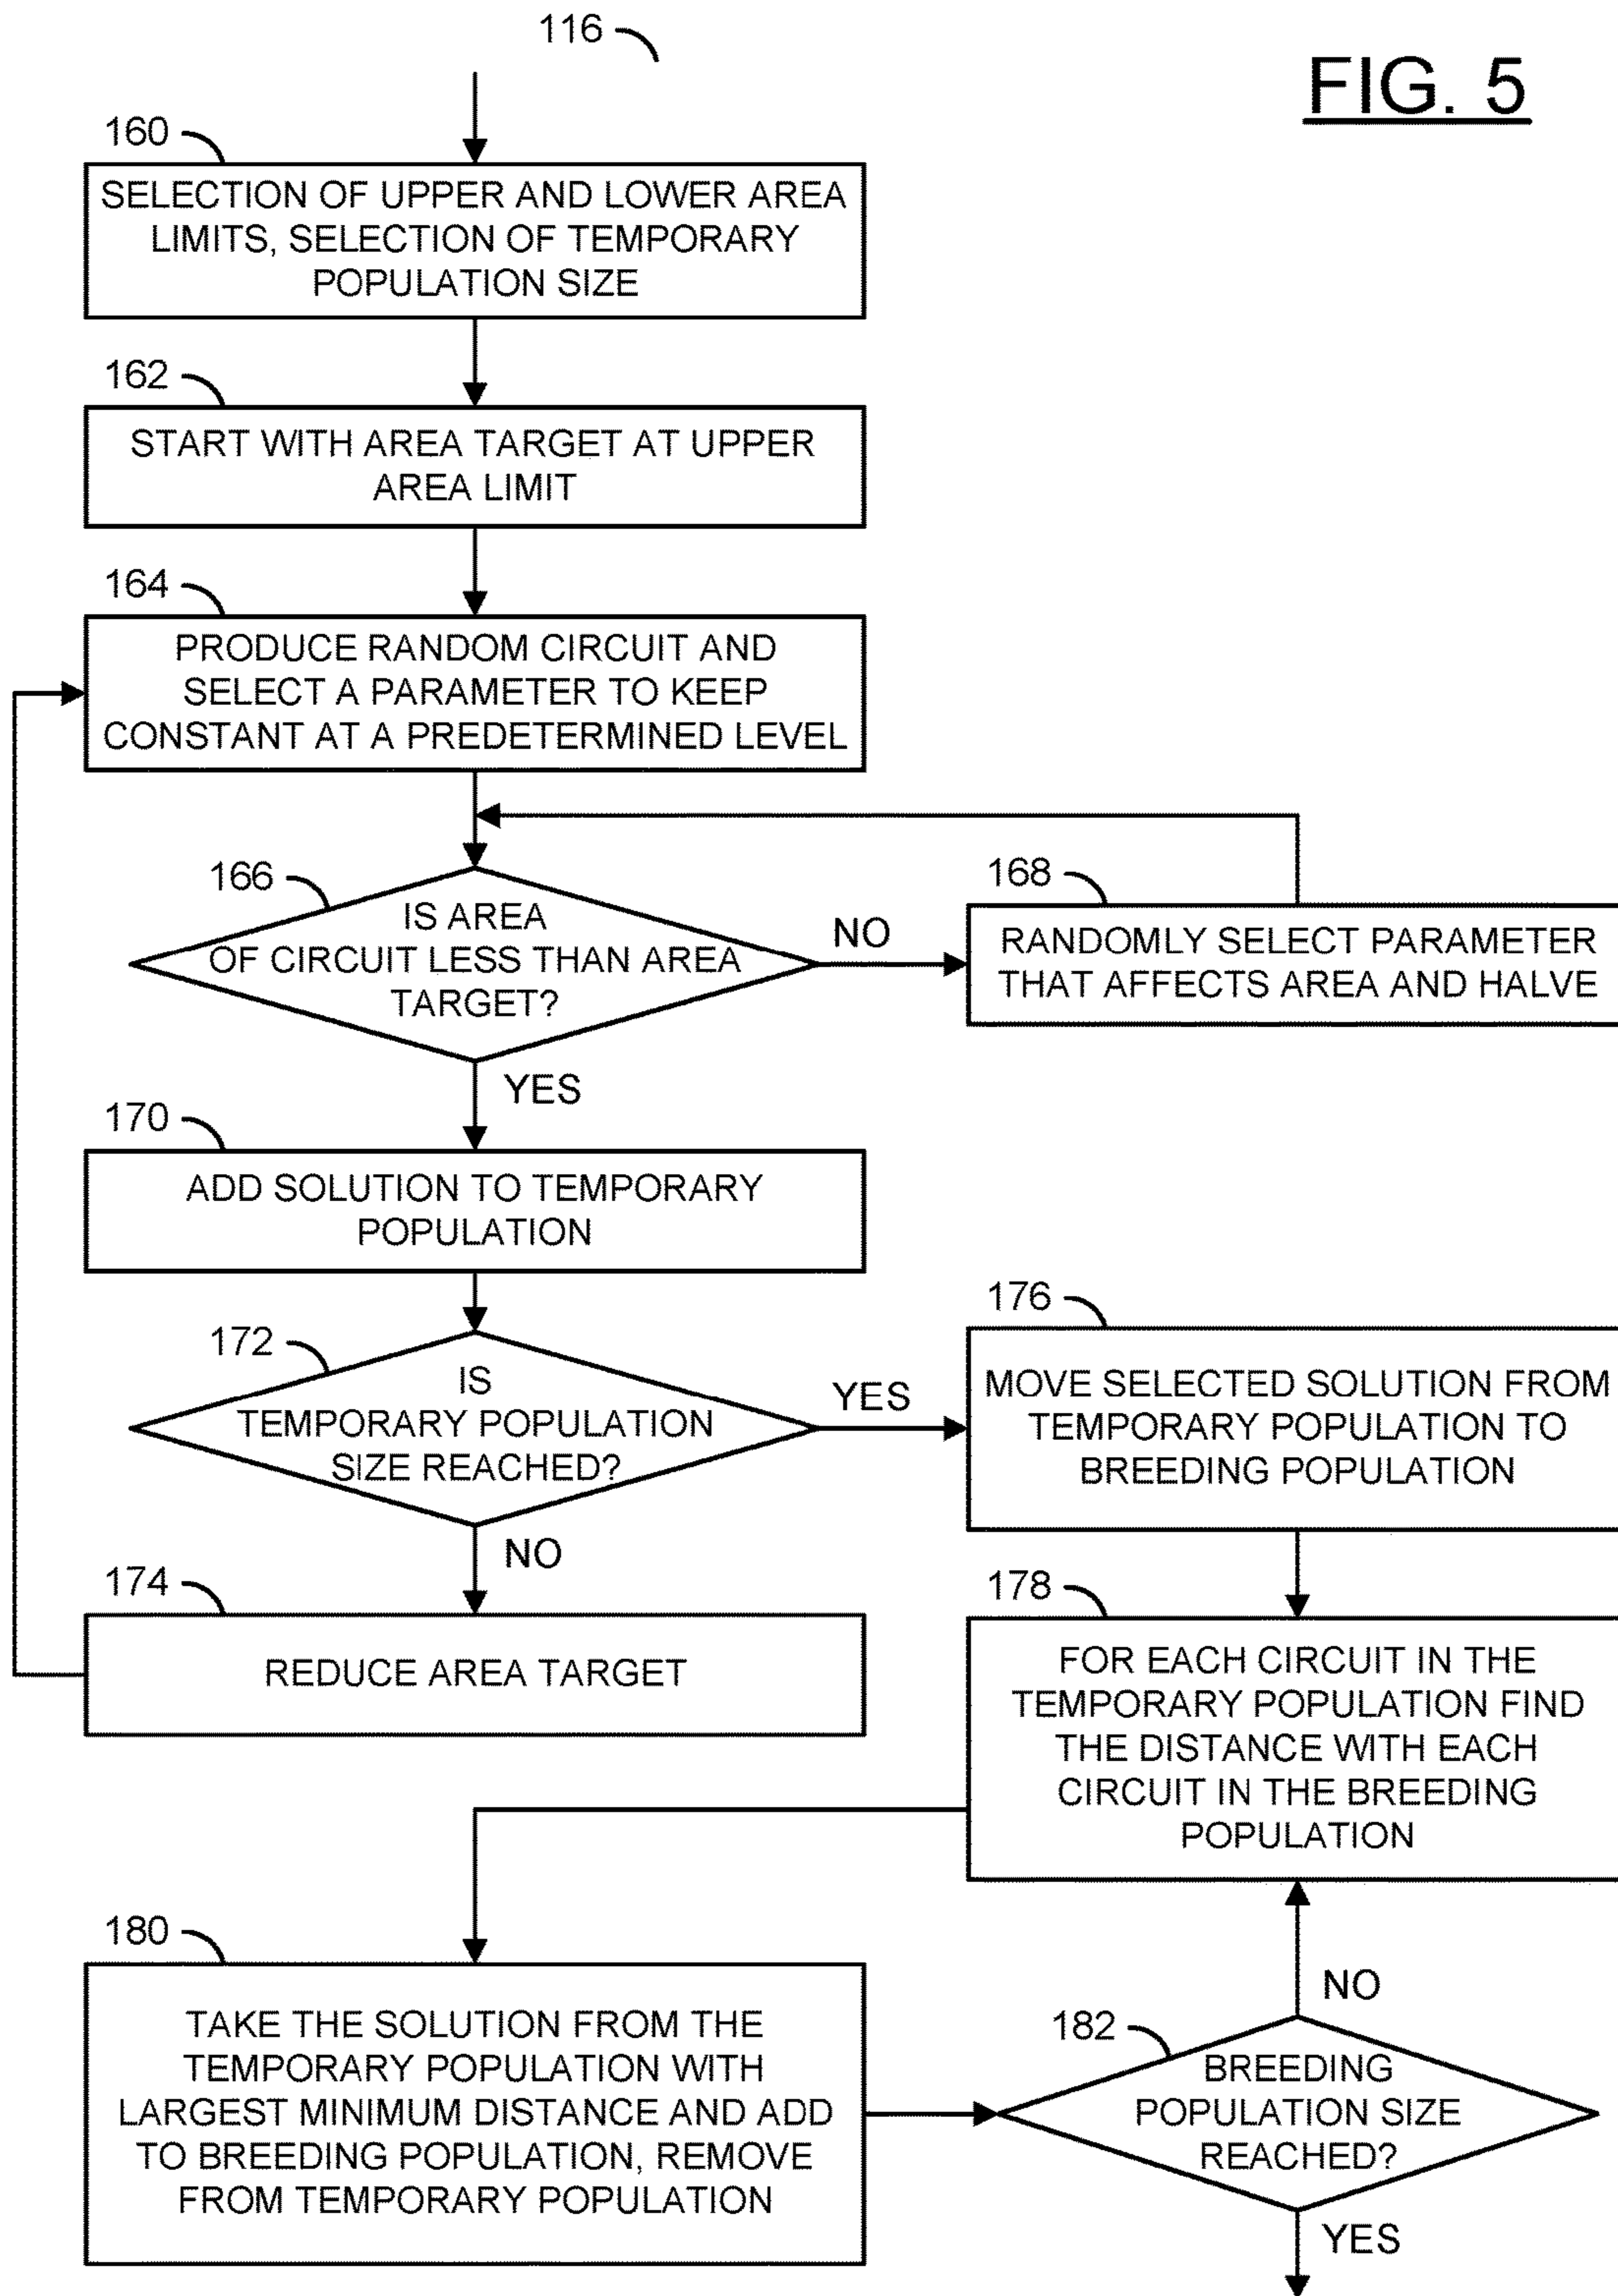 116
FIG. 5
160
SELECTION OF UPPER AND LOWER AREA
LIMITS, SELECTION OF TEMPORARY
POPULATION SIZE
162
START WITH AREA TARGET AT UPPER
AREA LIMIT
164
PRODUCE RANDOM CIRCUIT AND
SELECT A PARAMETER TO KEEP
CONSTANT AT A PREDETERMINED LEVEL
166
IS AREA
OF CIRCUIT LESS THAN AREA
TARGET?
NO
168
RANDOMLY SELECT PARAMETER
THAT AFFECTS AREA AND HALVE
YES
170
ADD SOLUTION TO TEMPORARY
POPULATION
172
IS
TEMPORARY POPULATION
SIZE REACHED?
YES
176
MOVE SELECTED SOLUTION FROM
TEMPORARY POPULATION TO
BREEDING POPULATION
NO
174
REDUCE AREA TARGET
178
FOR EACH CIRCUIT IN THE
TEMPORARY POPULATION FIND
THE DISTANCE WITH EACH
CIRCUIT IN THE BREEDING
POPULATION
180
TAKE THE SOLUTION FROM THE
TEMPORARY POPULATION WITH
LARGEST MINIMUM DISTANCE AND ADD
TO BREEDING POPULATION, REMOVE
FROM TEMPORARY POPULATION
NO
182
BREEDING
POPULATION SIZE
REACHED?
YES